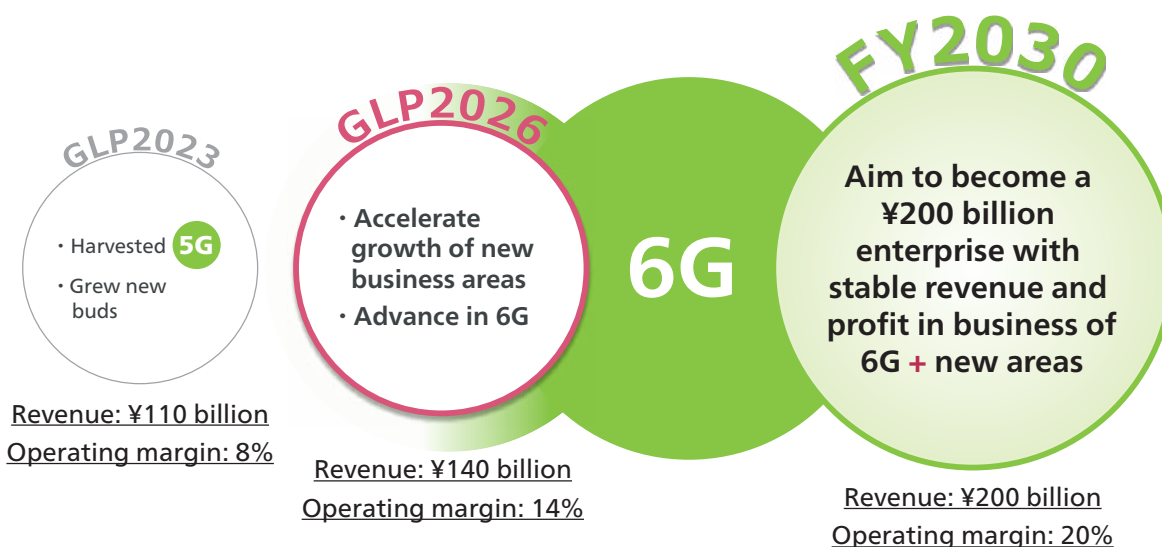 GLP2023
· Harvested 5G
· Grew new
buds
Revenue: ¥110 billion
Operating margin: 8%
GLP2026
· Accelerate
growth of new
business areas
· Advance in 6G
Revenue: ¥140 billion
Operating margin: 14%
6G
FY2030
Aim to become a
¥200 billion
enterprise with
stable revenue and
profit in business of
6G + new areas
Revenue: ¥200 billion
Operating margin: 20%